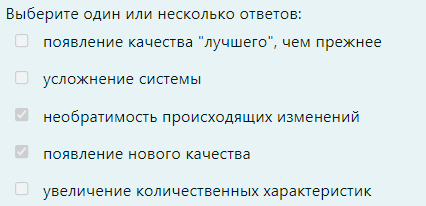 Выберите один или несколько ответов:
появление качества "лучшего", чем прежнее
усложнение системы
необратимость происходящих изменений
появление нового качества
увеличение количественных характеристик